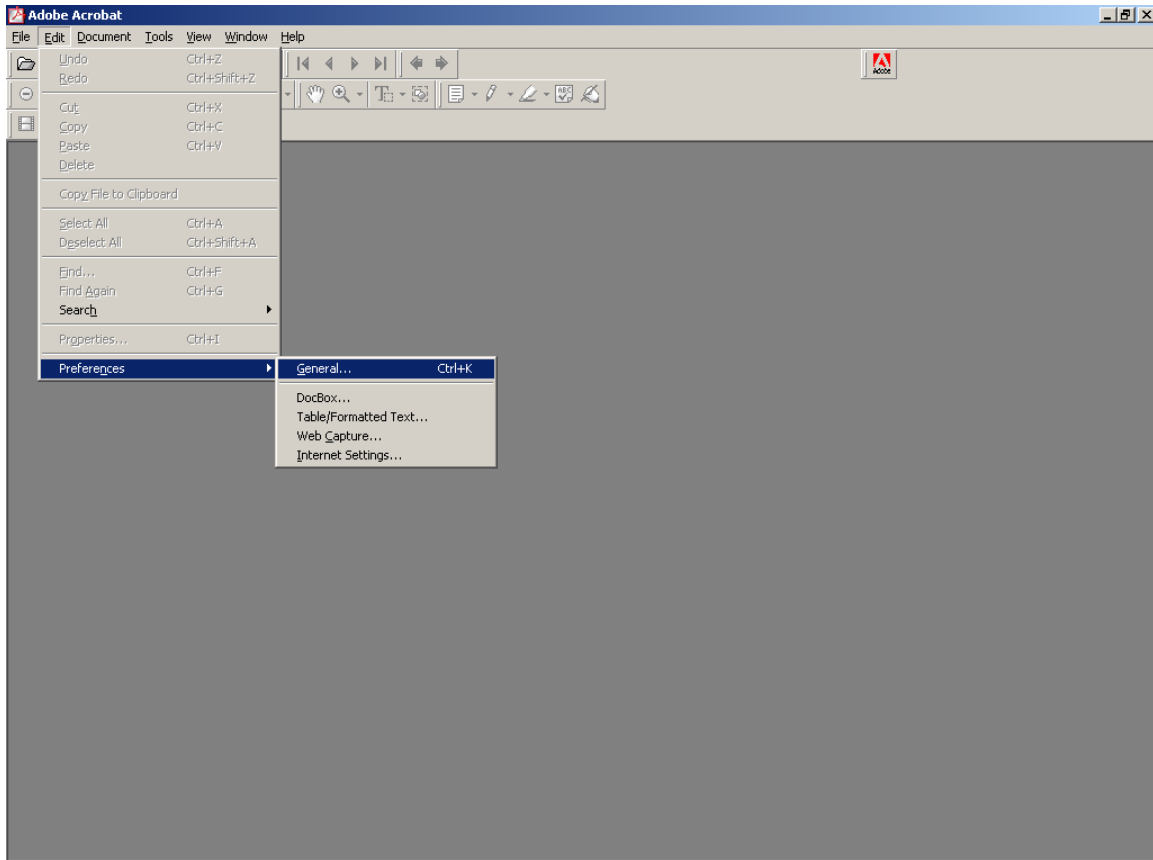 Adobe Acrobat
File Edit Document Tools View Window Help
Undo Ctrl+Z
Redo Ctrl+Shift+Z
Adobe
Cut Ctrl+X
Copy Ctrl+C
Paste Ctrl+V
Delete
Copy File to Clipboard
Select All Ctrl+A
Deselect All Ctrl+Shift+A
Find... Ctrl+F
Find Again Ctrl+G
Search
Properties... Ctrl+I
Preferences
General... Ctrl+K
DocBox...
Table/Formatted Text...
Web Capture...
Internet Settings...